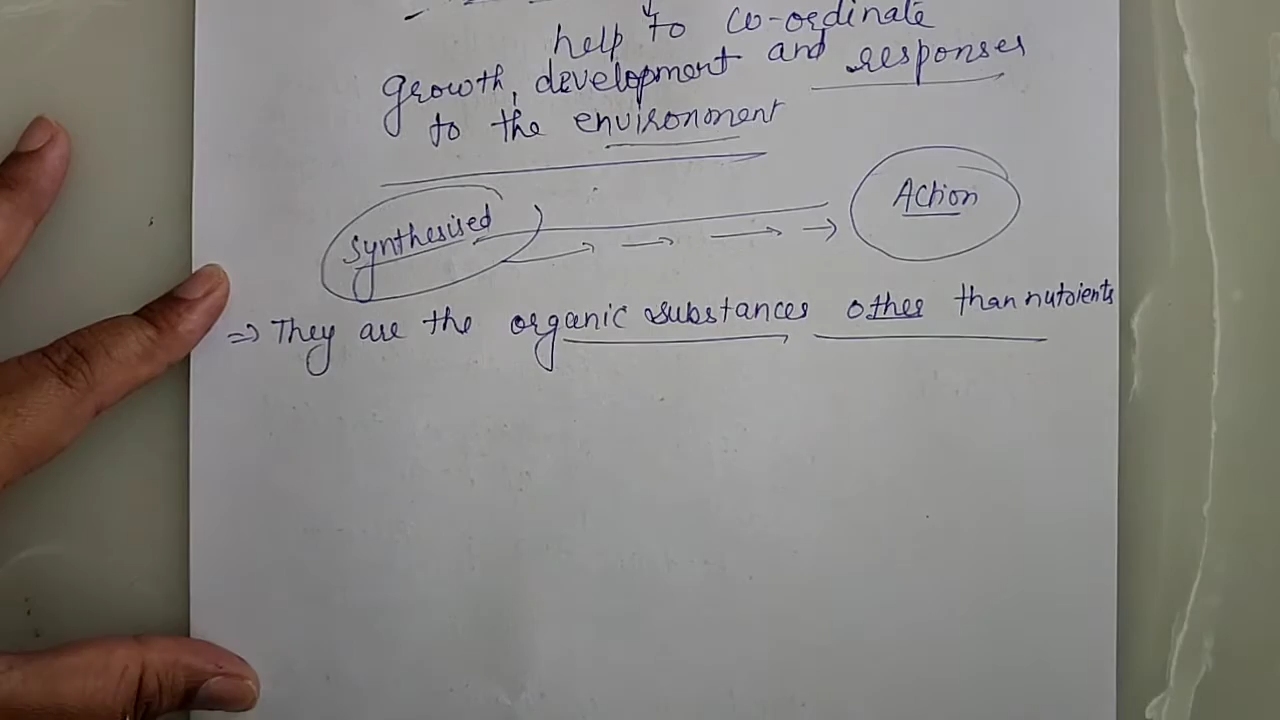 help to co-ordinate
growth, development and responses
to the environment
Synthesised
Action
⇒ They are the organic substances other than nutrients